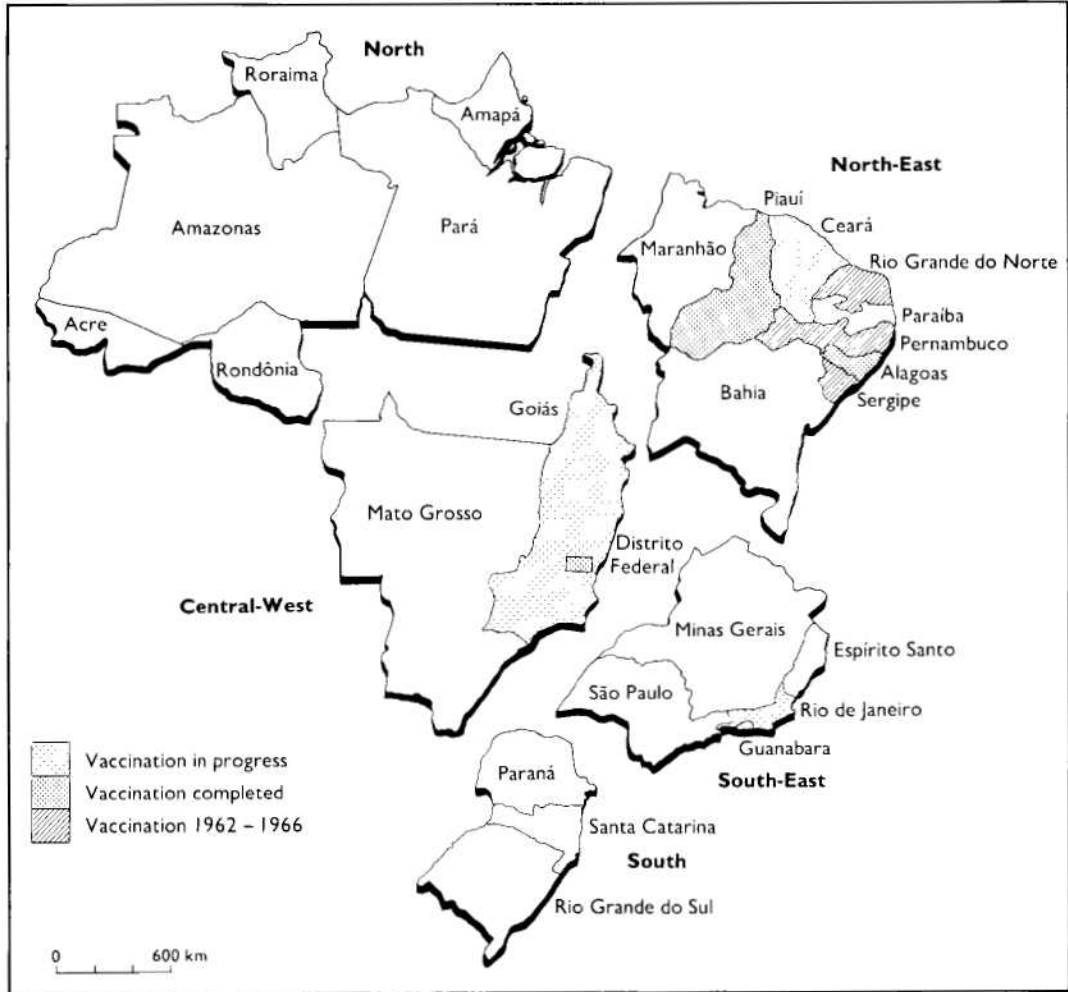 North
Roraima
Amapá
North-East
Piauí
Ceará
Amazonas
Pará
Maranhão
Rio Grande do Norte
Acre
Paraíba
Pernambuco
Rondônia
Alagoas
Bahia
Sergipe
Goiás
Mato Grosso
Distrito
Federal
Central-West
Minas Gerais
Espírito Santo
São Paulo
Rio de Janeiro
Guanabara
South-East
Vaccination in progress
Vaccination completed
Vaccination 1962 – 1966
Paraná
Santa Catarina
South
Rio Grande do Sul
0 600 km